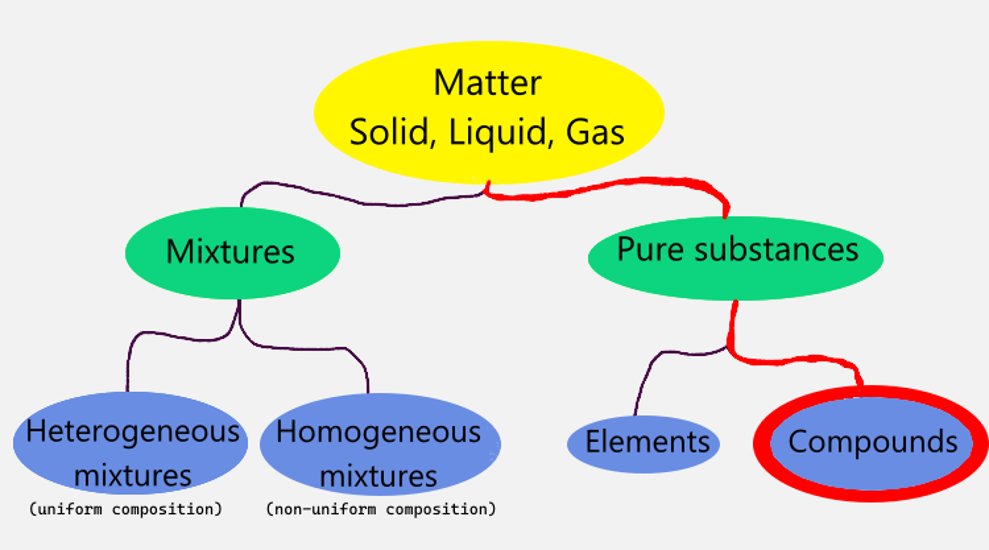 Matter
Solid, Liquid, Gas
Mixtures
Pure substances
Heterogeneous
mixtures
(uniform composition)
Homogeneous
mixtures
(non-uniform composition)
Elements
Compounds